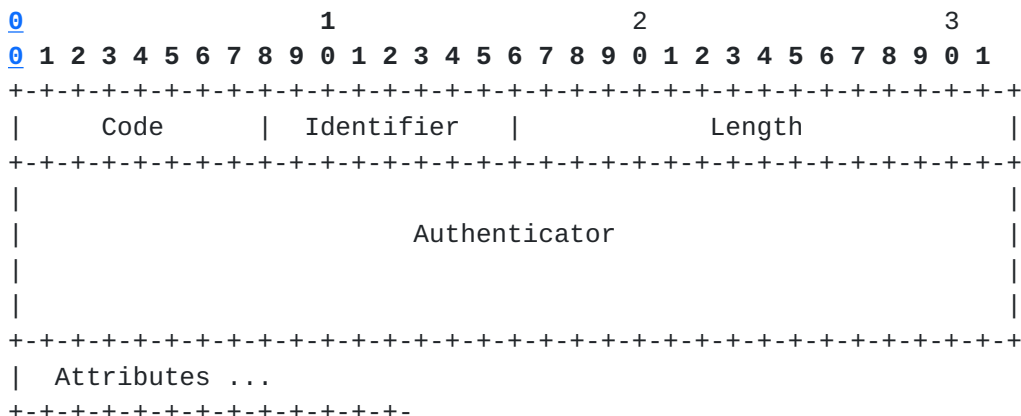 0                   1                   2                   3
0 1 2 3 4 5 6 7 8 9 0 1 2 3 4 5 6 7 8 9 0 1 2 3 4 5 6 7 8 9 0 1
+-+-+-+-+-+-+-+-+-+-+-+-+-+-+-+-+-+-+-+-+-+-+-+-+-+-+-+-+-+-+-+-+
|     Code      |  Identifier   |            Length             |
+-+-+-+-+-+-+-+-+-+-+-+-+-+-+-+-+-+-+-+-+-+-+-+-+-+-+-+-+-+-+-+-+
|                                                               |
|                         Authenticator                         |
|                                                               |
|                                                               |
+-+-+-+-+-+-+-+-+-+-+-+-+-+-+-+-+-+-+-+-+-+-+-+-+-+-+-+-+-+-+-+-+
|  Attributes ...
+-+-+-+-+-+-+-+-+-+-+-+-+-